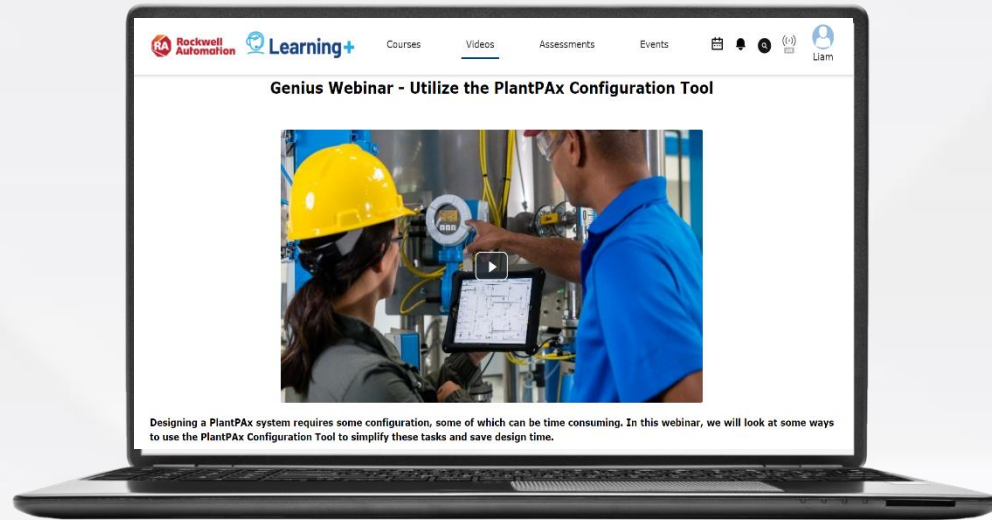 Rockwell
Automation
Learning+
Courses
Videos
Assessments
Events
Liam
Genius Webinar - Utilize the PlantPAx Configuration Tool
Designing a PlantPAx system requires some configuration, some of which can be time consuming. In this webinar, we will look at some ways
to use the PlantPAx Configuration Tool to simplify these tasks and save design time.